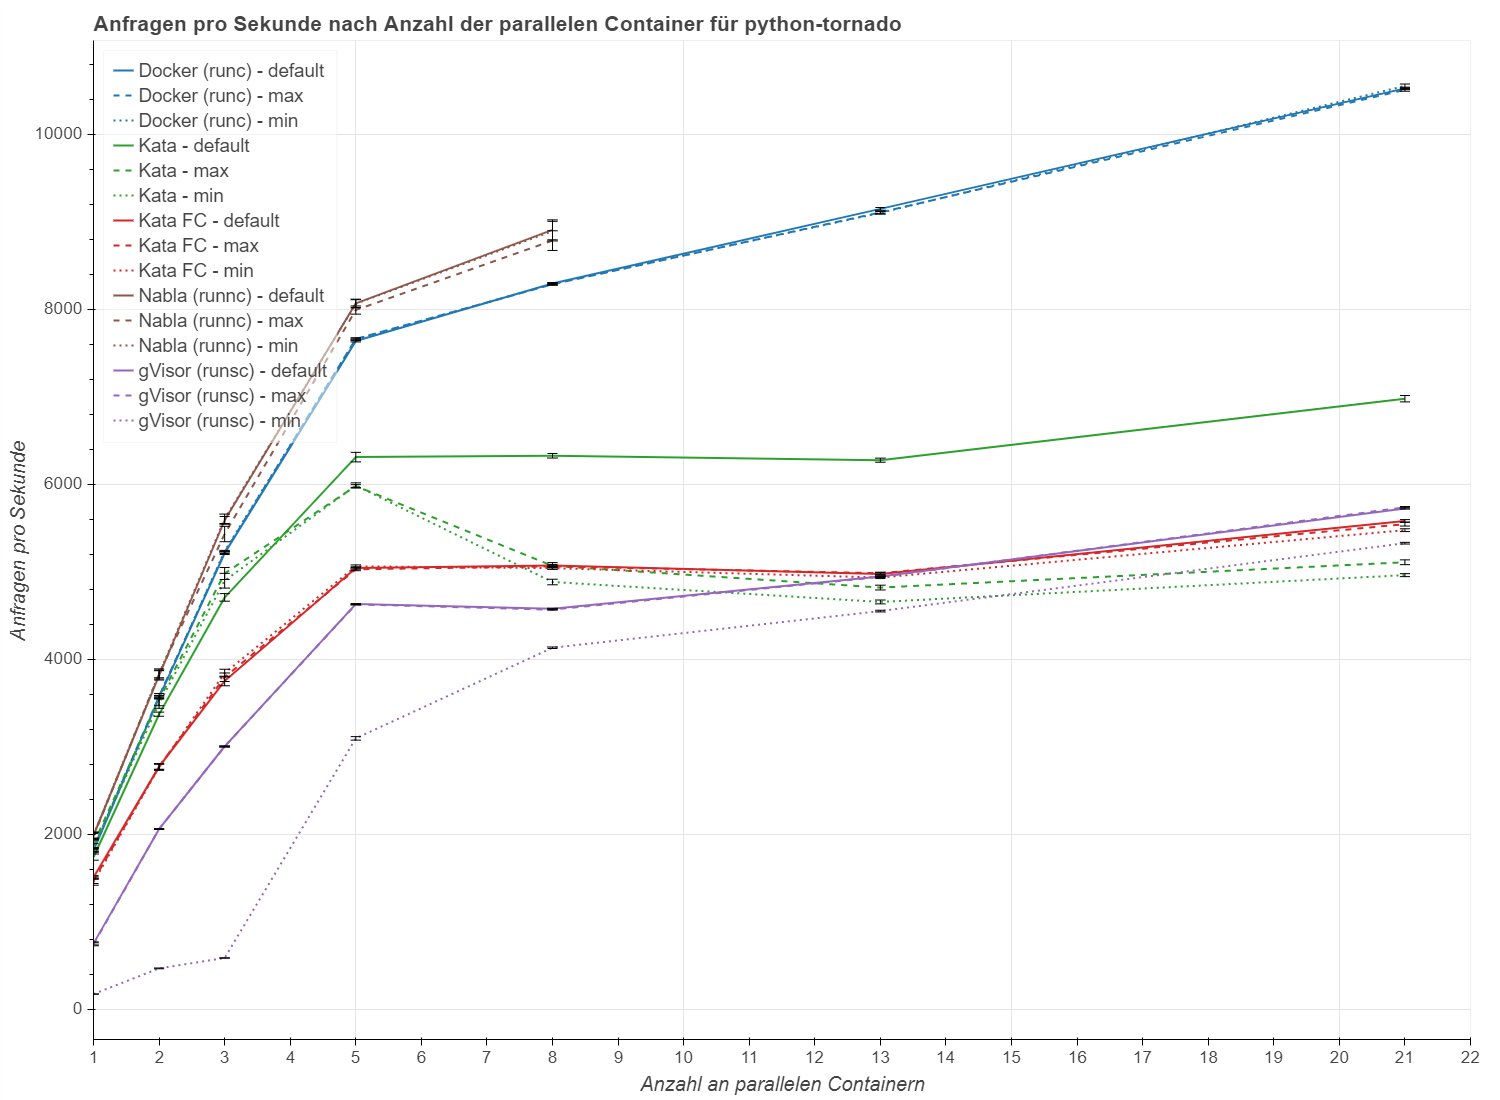 Anfragen pro Sekunde nach Anzahl der parallelen Container für python-tornado
Docker (runc) - default
Docker (runc) - max
Docker (runc) - min
Kata - default
Kata - max
Kata - min
Kata FC - default
Kata FC - max
Kata FC - min
Nabla (runnc) - default
Nabla (runnc) - max
Nabla (runnc) - min
gVisor (runsc) - default
gVisor (runsc) - max
gVisor (runsc) - min
Anfragen pro Sekunde
10000
8000
6000
4000
2000
0
1 2 3 4 5 6 7 8 9 10 11 12 13 14 15 16 17 18 19 20 21 22
Anzahl an parallelen Containern